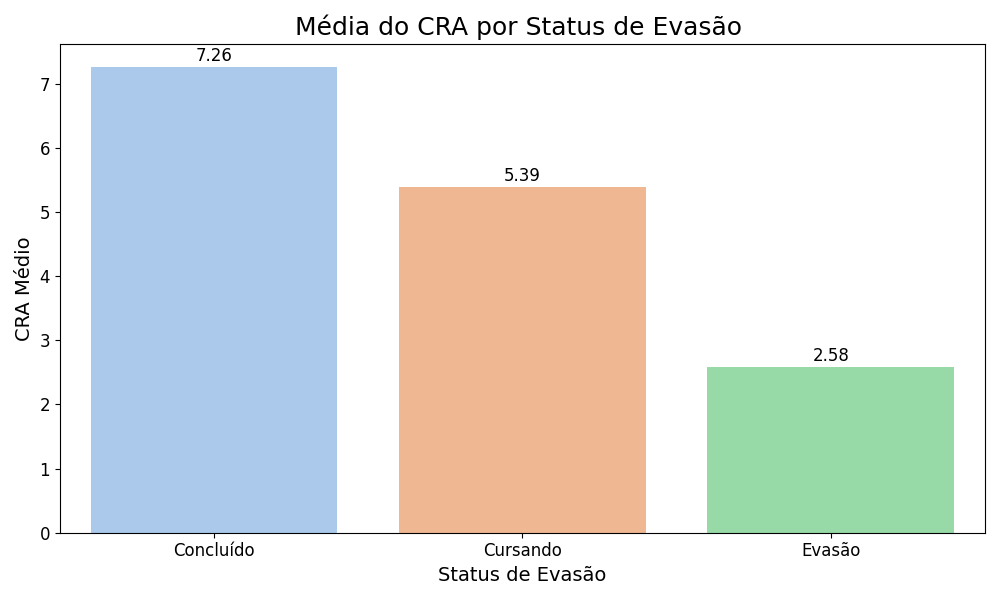 Média do CRA por Status de Evasão
7.26
5.39
2.58
CRA Médio
7
6
5
4
3
2
1
0
Concluído
Cursando
Evasão
Status de Evasão